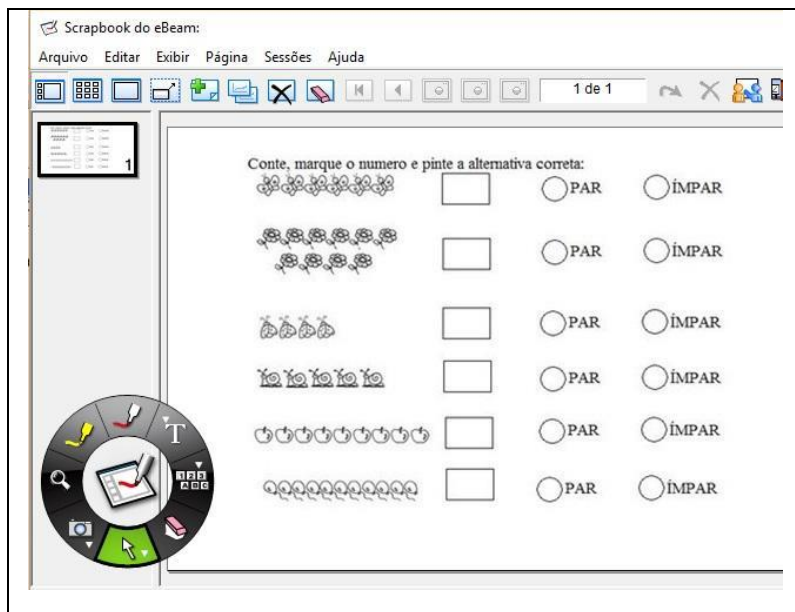 Scrapbook do eBeam:
Arquivo Editar Exibir Página Sessões Ajuda
1 de 1
1
Conte, marque o numero e pinte a alternativa correta:
PAR ÍMPAR
PAR ÍMPAR
PAR ÍMPAR
PAR ÍMPAR
PAR ÍMPAR
PAR ÍMPAR
T
123
ABC